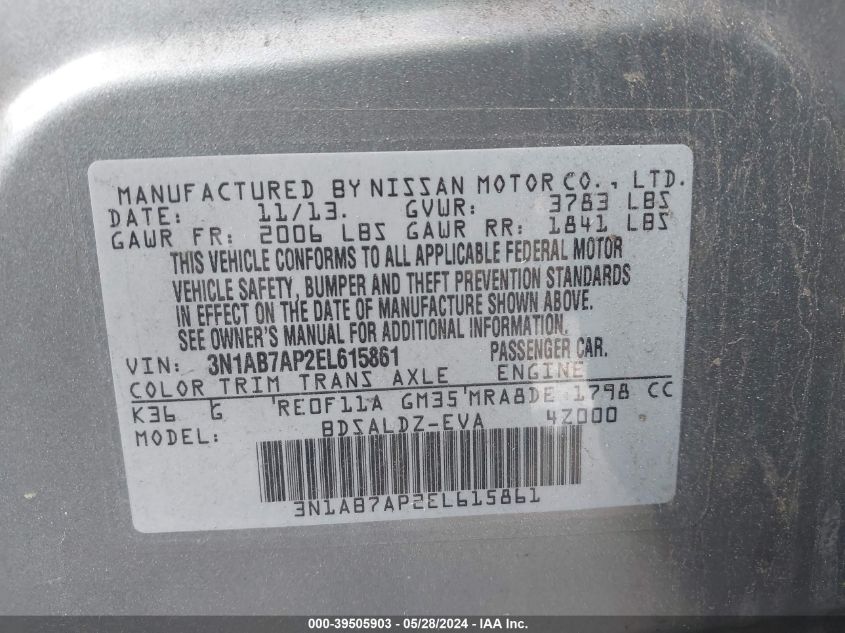 MANUFACTURED BY NISSAN MOTOR CO., LTD.
DATE: 11/13. GVWR: 3783 LBS
GAWR FR: 2006 LBS GAWR RR: 1841 LBS
THIS VEHICLE CONFORMS TO ALL APPLICABLE FEDERAL MOTOR
VEHICLE SAFETY, BUMPER AND THEFT PREVENTION STANDARDS
IN EFFECT ON THE DATE OF MANUFACTURE SHOWN ABOVE.
SEE OWNER'S MANUAL FOR ADDITIONAL INFORMATION.
VIN: 3N1AB7AP2EL615861 PASSENGER CAR.
COLOR TRIM TRANS AXLE ENGINE
K36 G 'RE0F11A GM35'MRA8DE 1798 CC
MODEL: BDSALDZ-EVA 4Z000
3N1AB7AP2EL615861
000-39505903 - 05/28/2024 - IAA Inc.